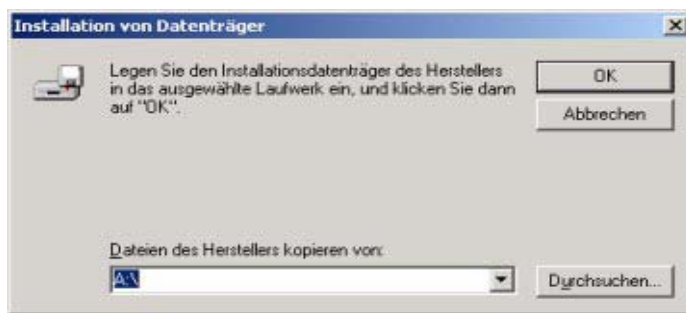 Installation von Datenträger
Legen Sie den Installationsdatenträger des Herstellers
in das ausgewählte Laufwerk ein, und klicken Sie dann
auf "OK".
OK
Abbrechen
Dateien des Herstellers kopieren von:
A:\
Durchsuchen...